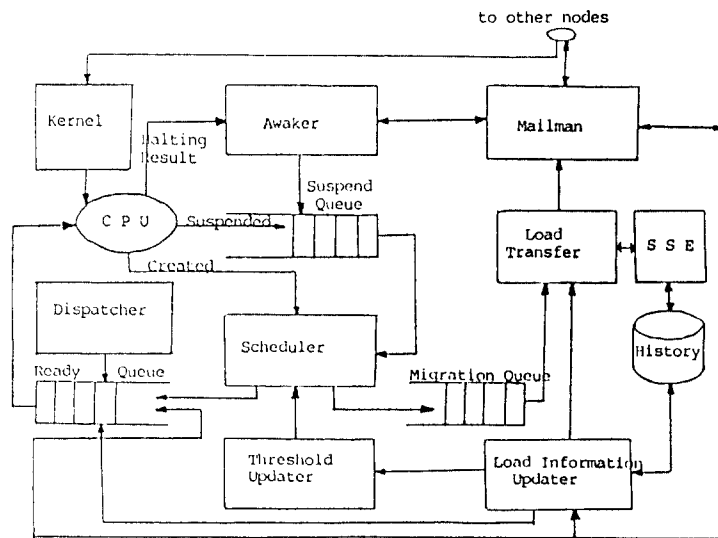 to other nodes
Kernel
Halting
Result
Awaker
Mailman
Suspend
Queue
C P U
Suspended
Created
Load
Transfer
S S E
Dispatcher
Scheduler
History
Ready Queue
Migration Queue
Threshold
Updater
Load Information
Updater